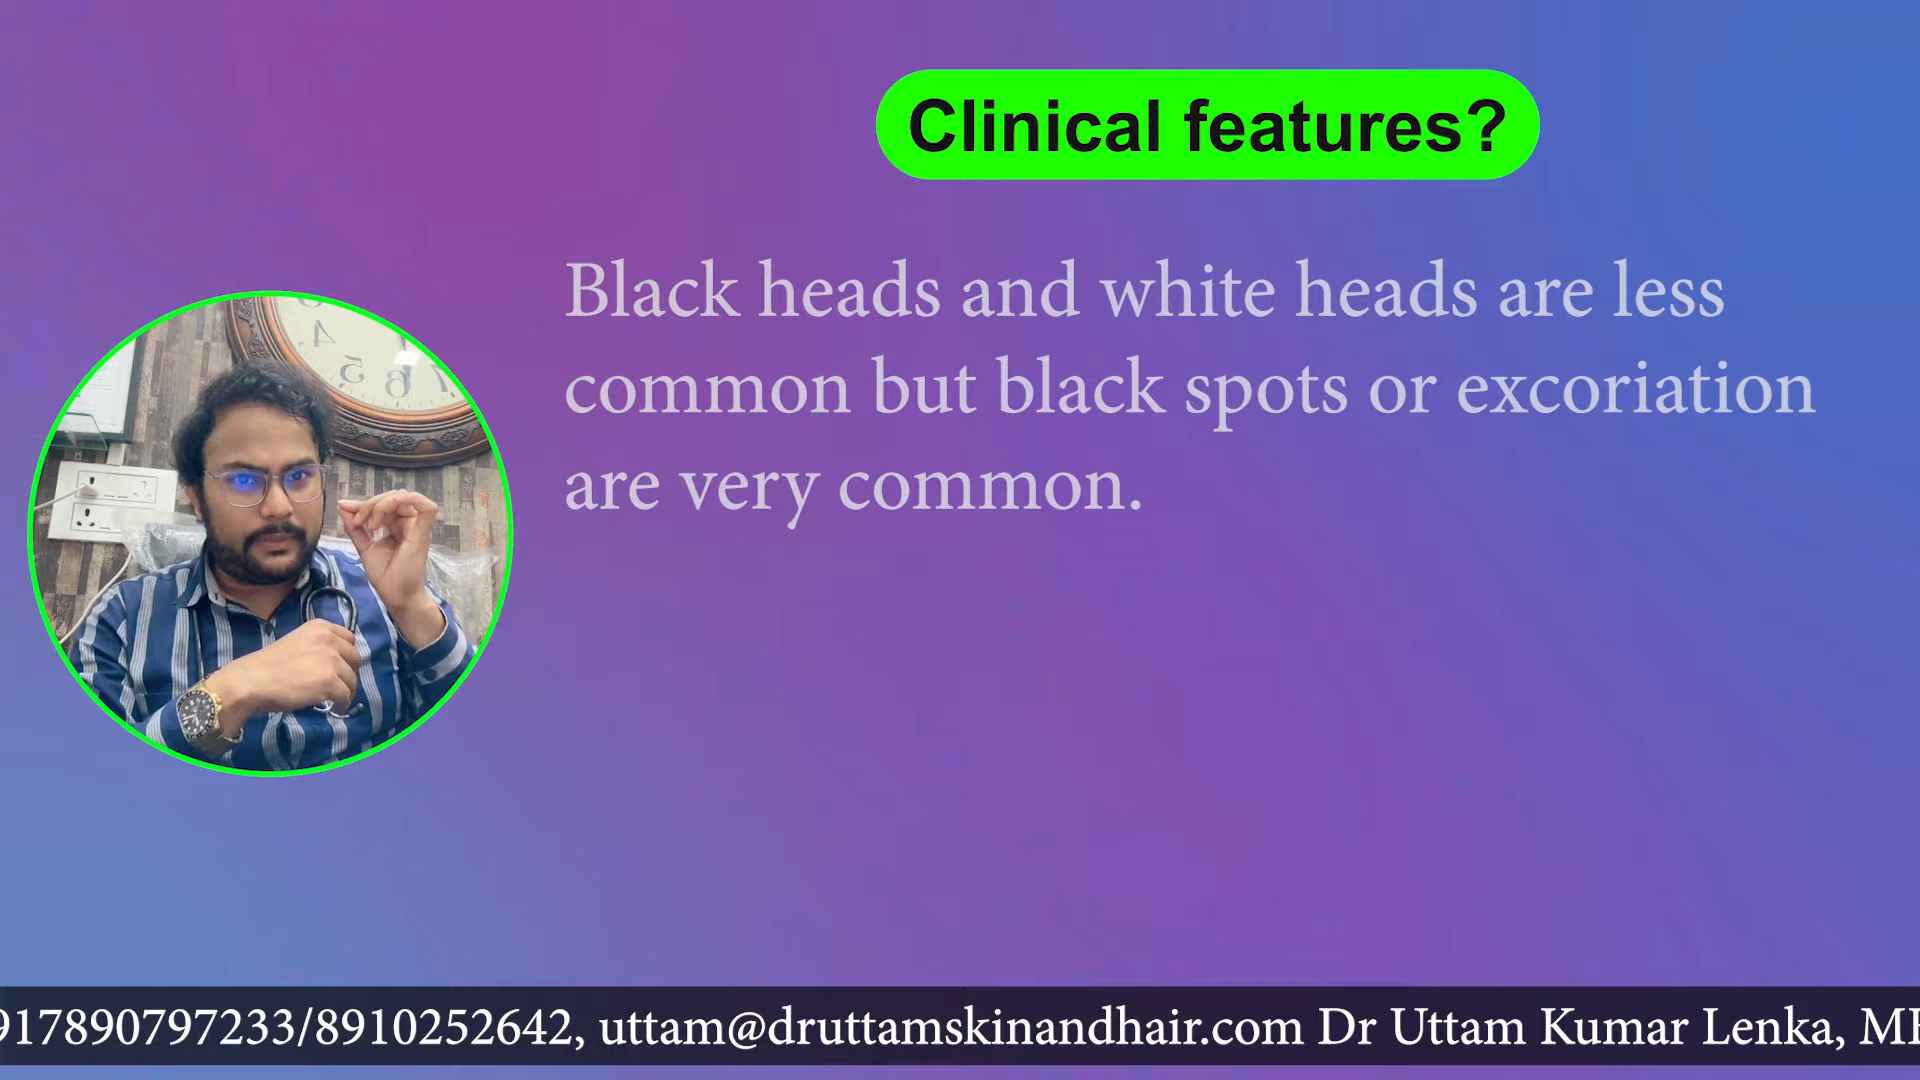 Clinical features?
Black heads and white heads are less
common but black spots or excoriation
are very common.
917890797233/8910252642, uttam@druttamskinandhair.com Dr Uttam Kumar Lenka,